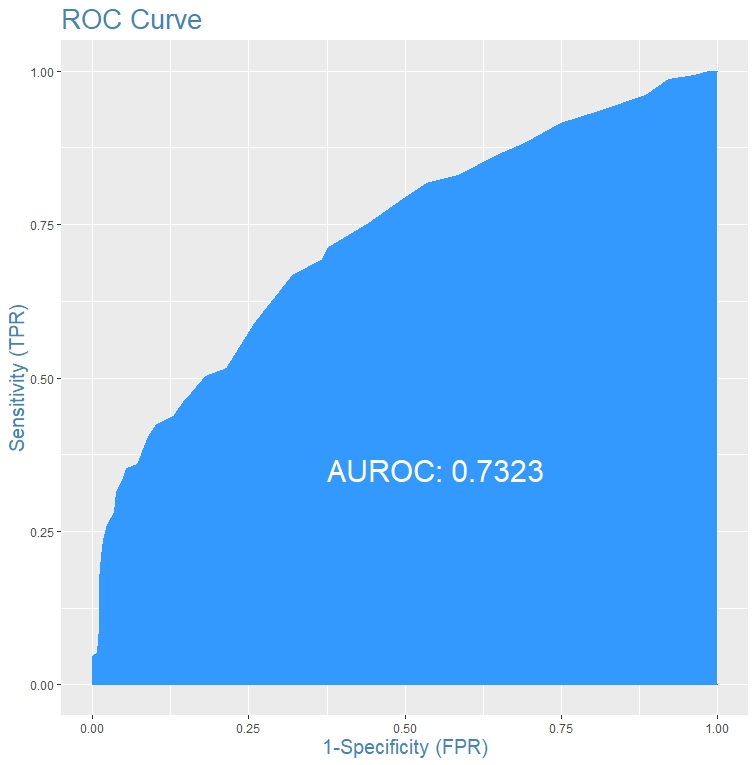 ROC Curve
1.00
0.75
0.50
0.25
0.00
Sensitivity (TPR)
AUROC: 0.7323
0.00 0.25 0.50 0.75 1.00
1-Specificity (FPR)